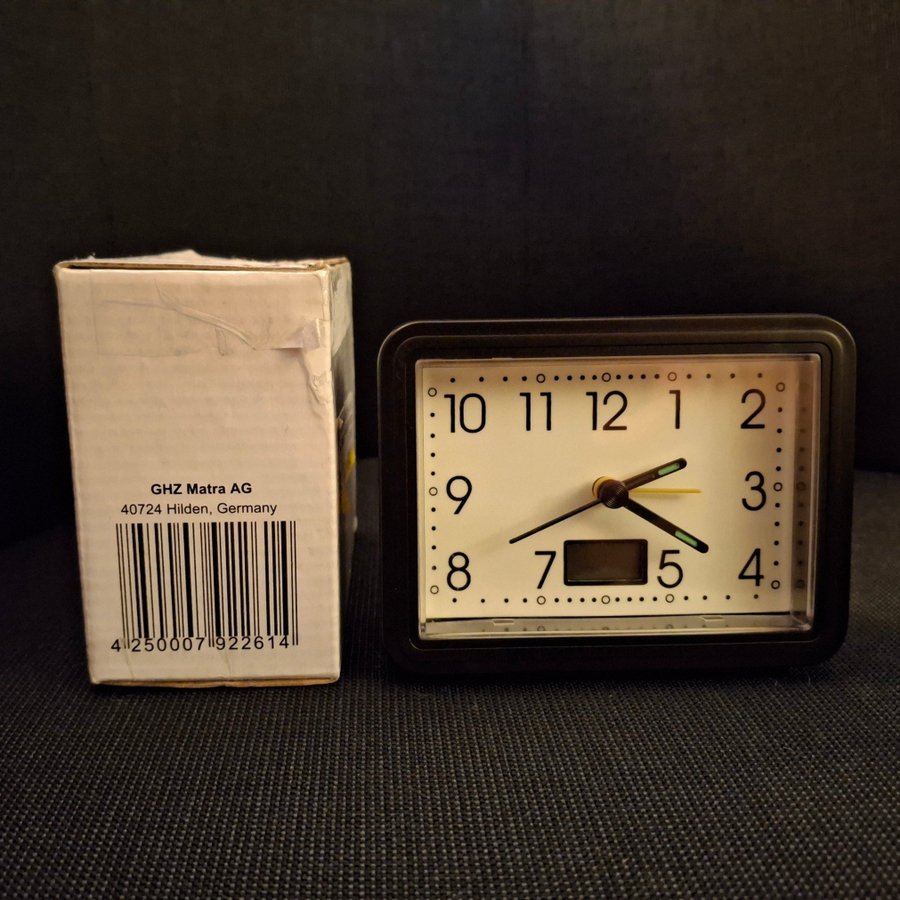 GHZ Matra AG
40724 Hilden, Germany
4 250007 922614
10 11 12 1 2
9 3
8 7 5 4